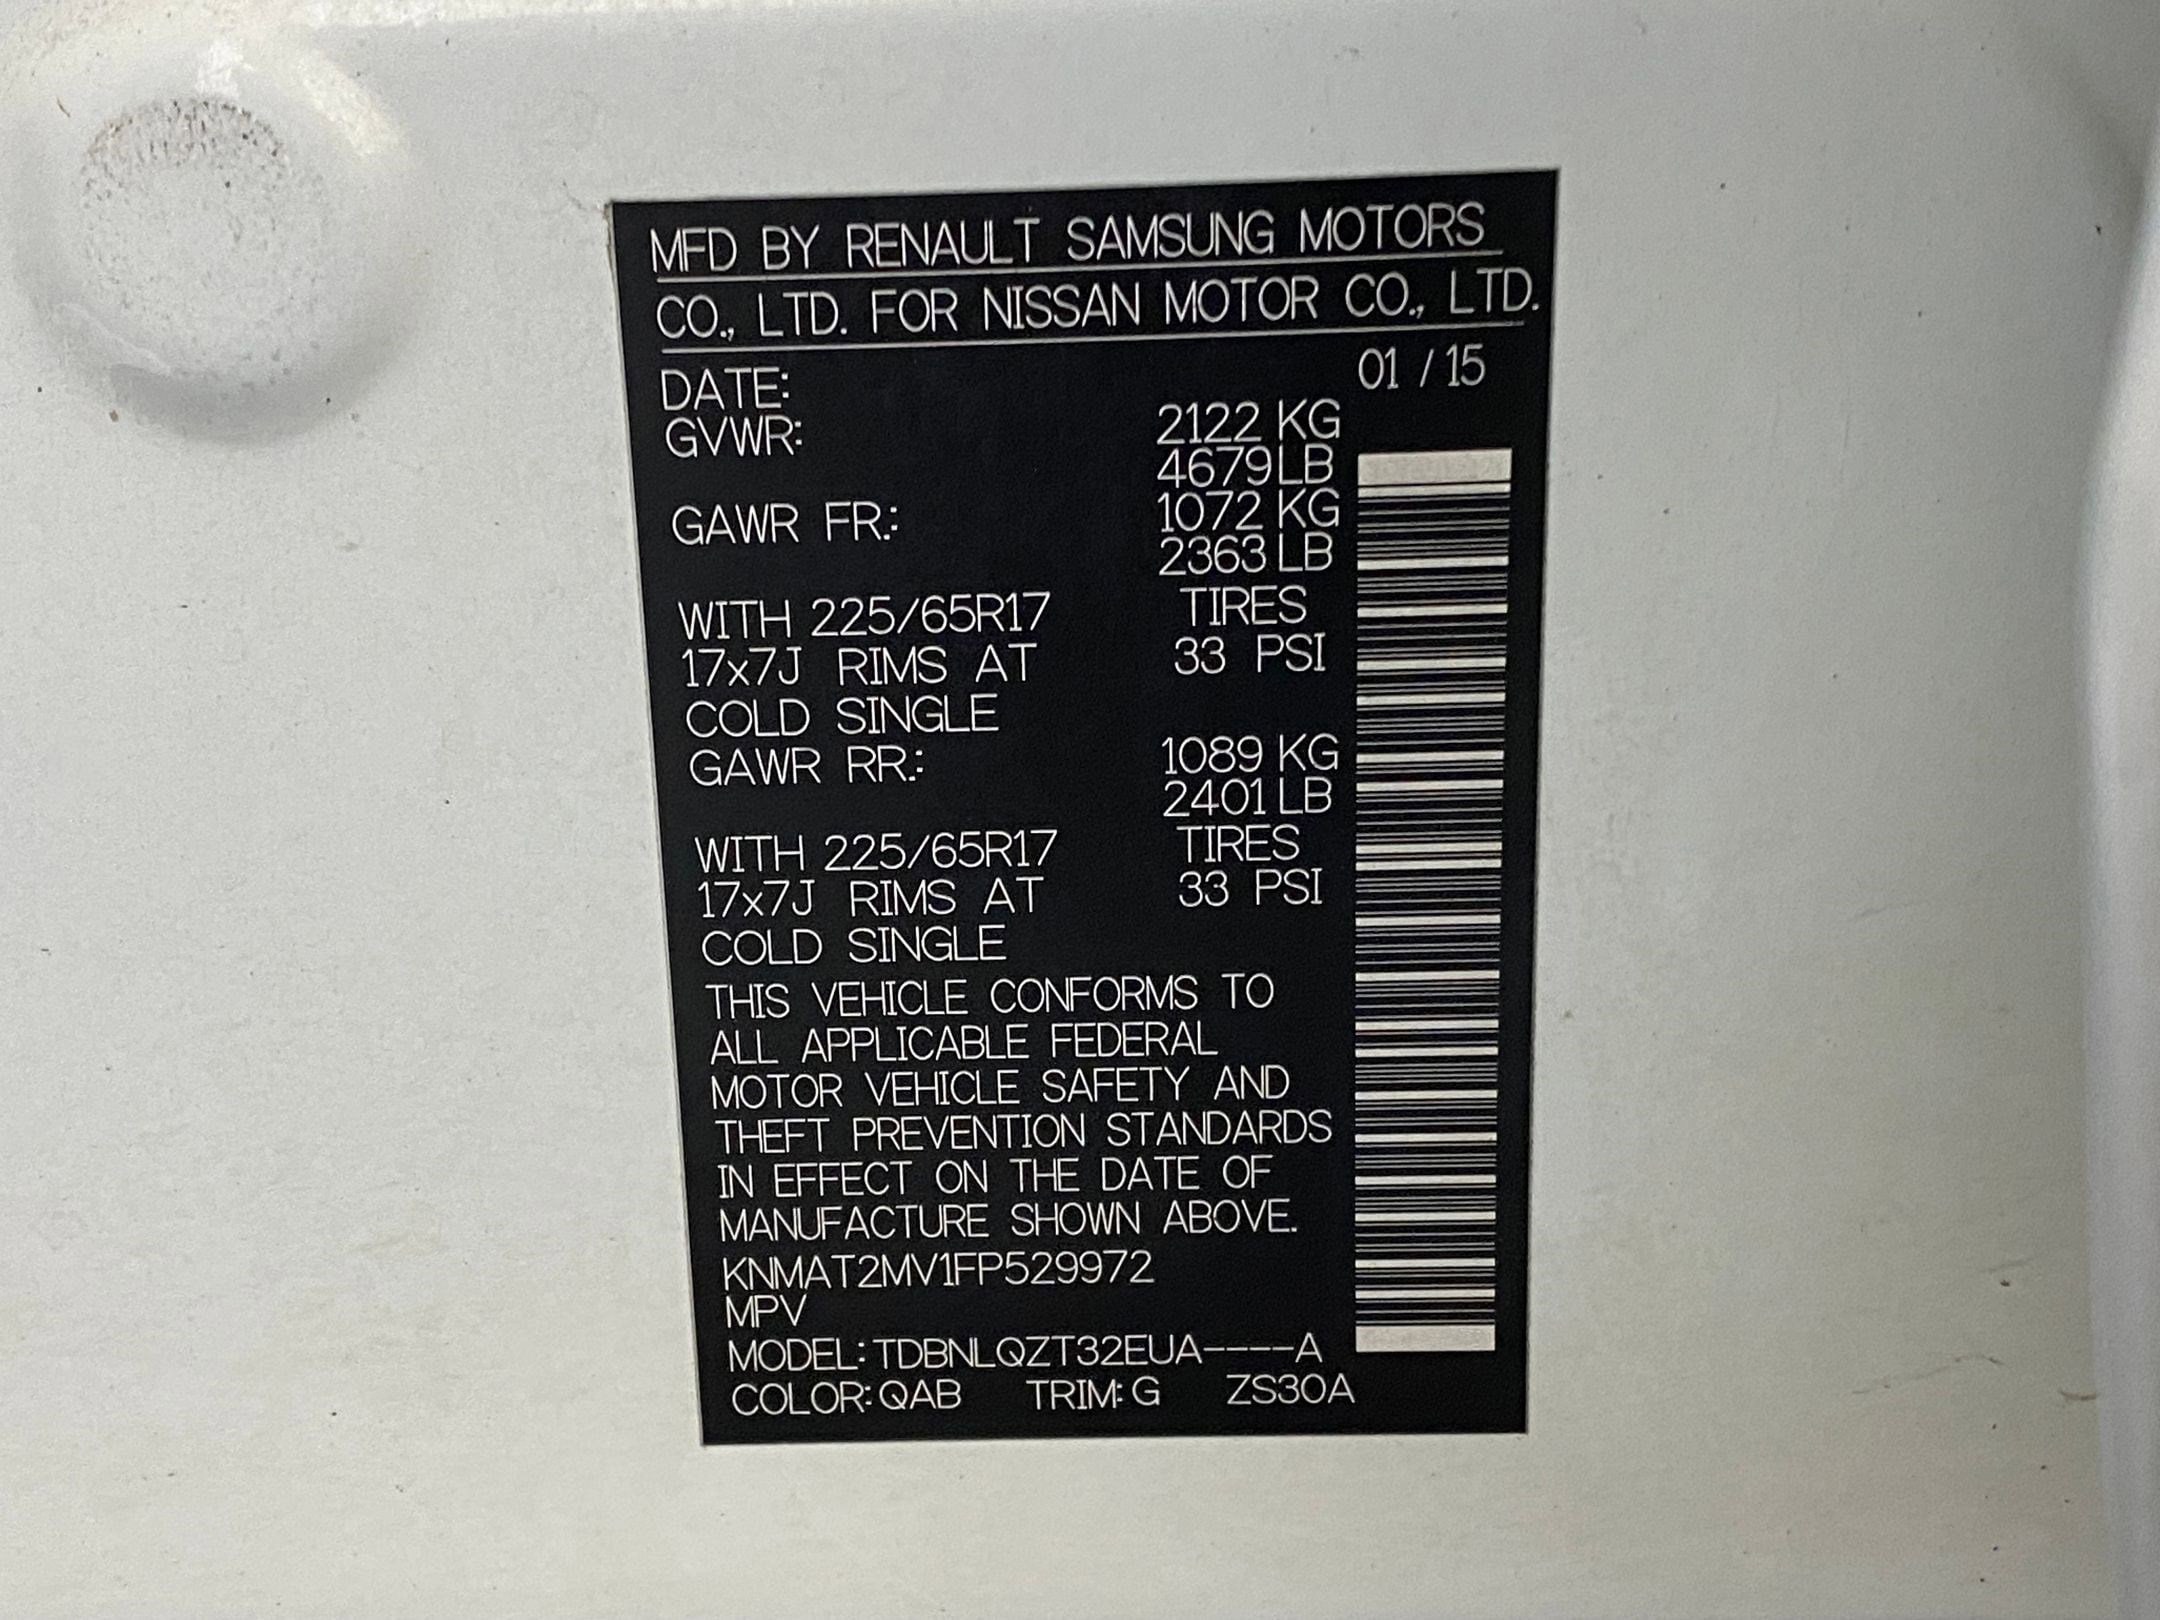 MFD BY RENAULT SAMSUNG MOTORS
CO., LTD. FOR NISSAN MOTOR CO., LTD.
DATE: 01 / 15
GVWR: 2122 KG
4679 LB
GAWR FR.: 1072 KG
2363 LB
WITH 225/65R17 TIRES
17x7J RIMS AT 33 PSI
COLD SINGLE
GAWR RR.: 1089 KG
2401 LB
WITH 225/65R17 TIRES
17x7J RIMS AT 33 PSI
COLD SINGLE
THIS VEHICLE CONFORMS TO
ALL APPLICABLE FEDERAL
MOTOR VEHICLE SAFETY AND
THEFT PREVENTION STANDARDS
IN EFFECT ON THE DATE OF
MANUFACTURE SHOWN ABOVE.
KNMAT2MV1FP529972
MPV
MODEL: TDBNLQZT32EUA----A
COLOR: QAB TRIM: G ZS30A